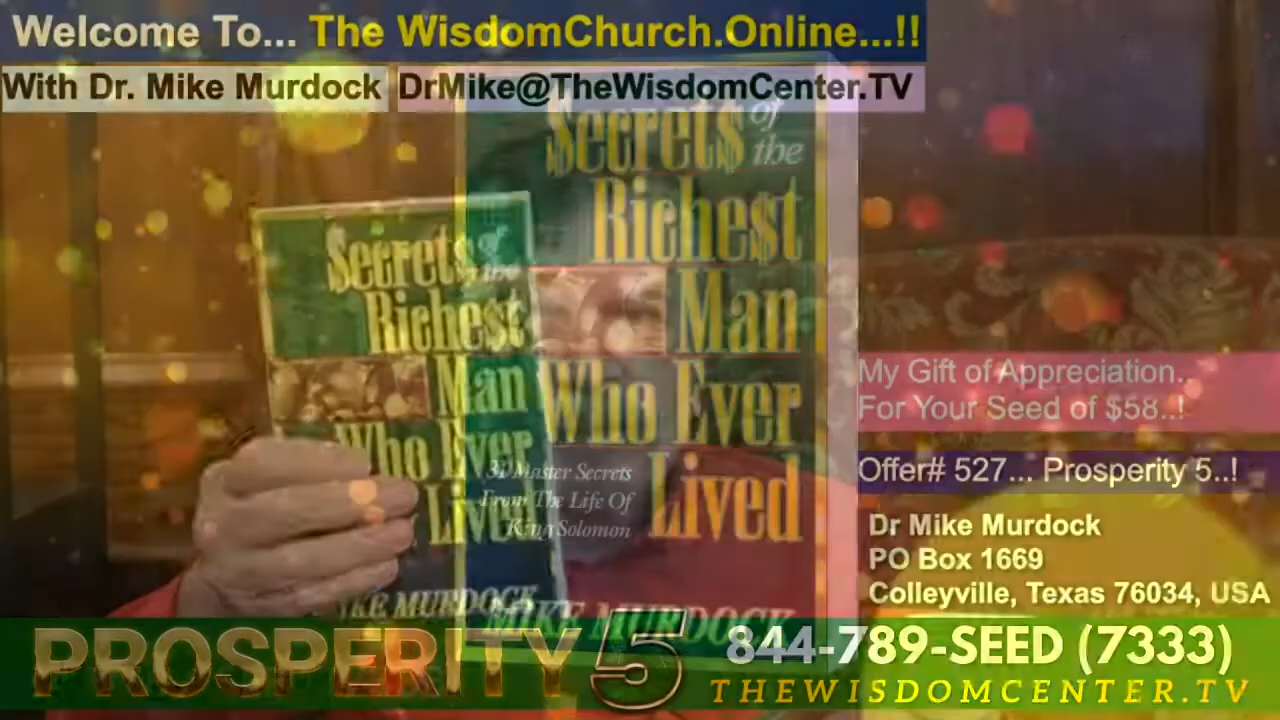 Welcome To... The WisdomChurch.Online...!!
With Dr. Mike Murdock DrMike@TheWisdomCenter.TV
Secret$ of
the
Riche$t
Man
Who Ever
Lived
31 Master Secrets
From The Life Of
King Solomon
MIKE MURDOCK
Secret$ of
the
Riche$t
Man
Who Ever
Lived
MIKE MURDOCK
My Gift of Appreciation..
For Your Seed of $58..!
Offer# 527... Prosperity 5..!
Dr Mike Murdock
PO Box 1669
Colleyville, Texas 76034, USA
PROSPERITY 5
844-789-SEED (7333)
THEWISDOMCENTER.TV